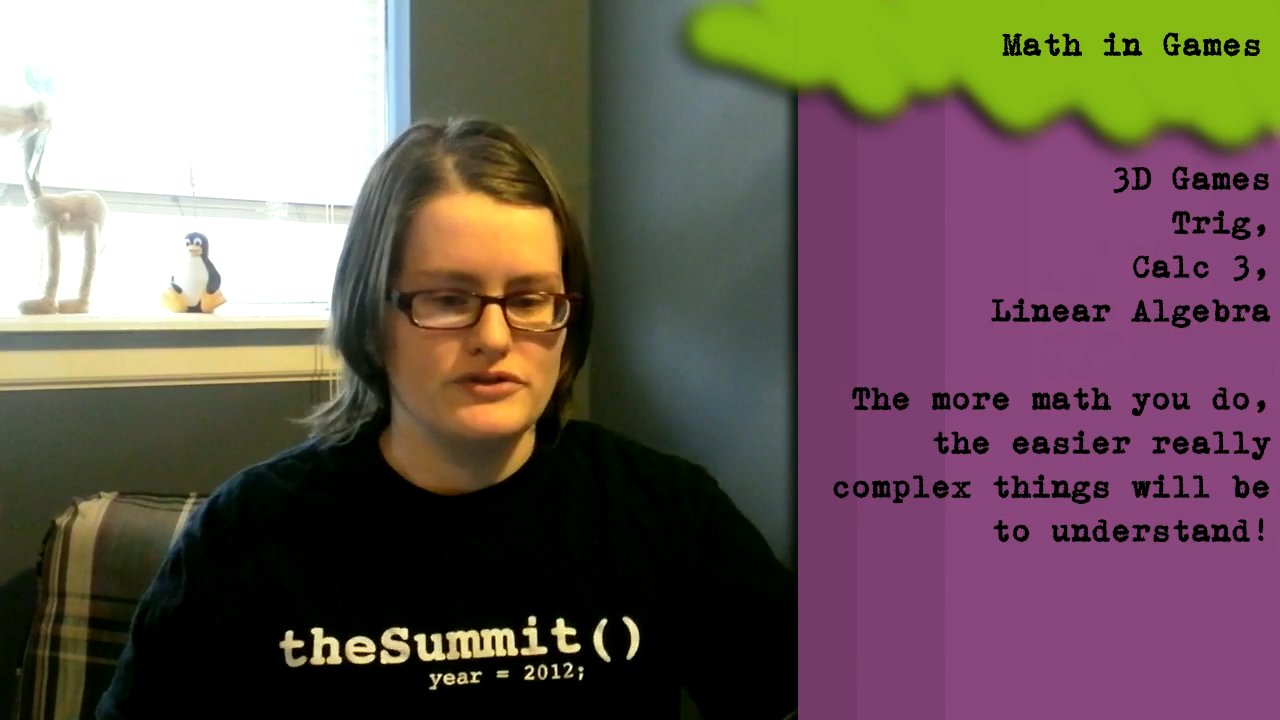 Math in Games
3D Games
Trig,
Calc 3,
Linear Algebra
The more math you do,
the easier really
complex things will be
to understand!
theSummit()
year = 2012;